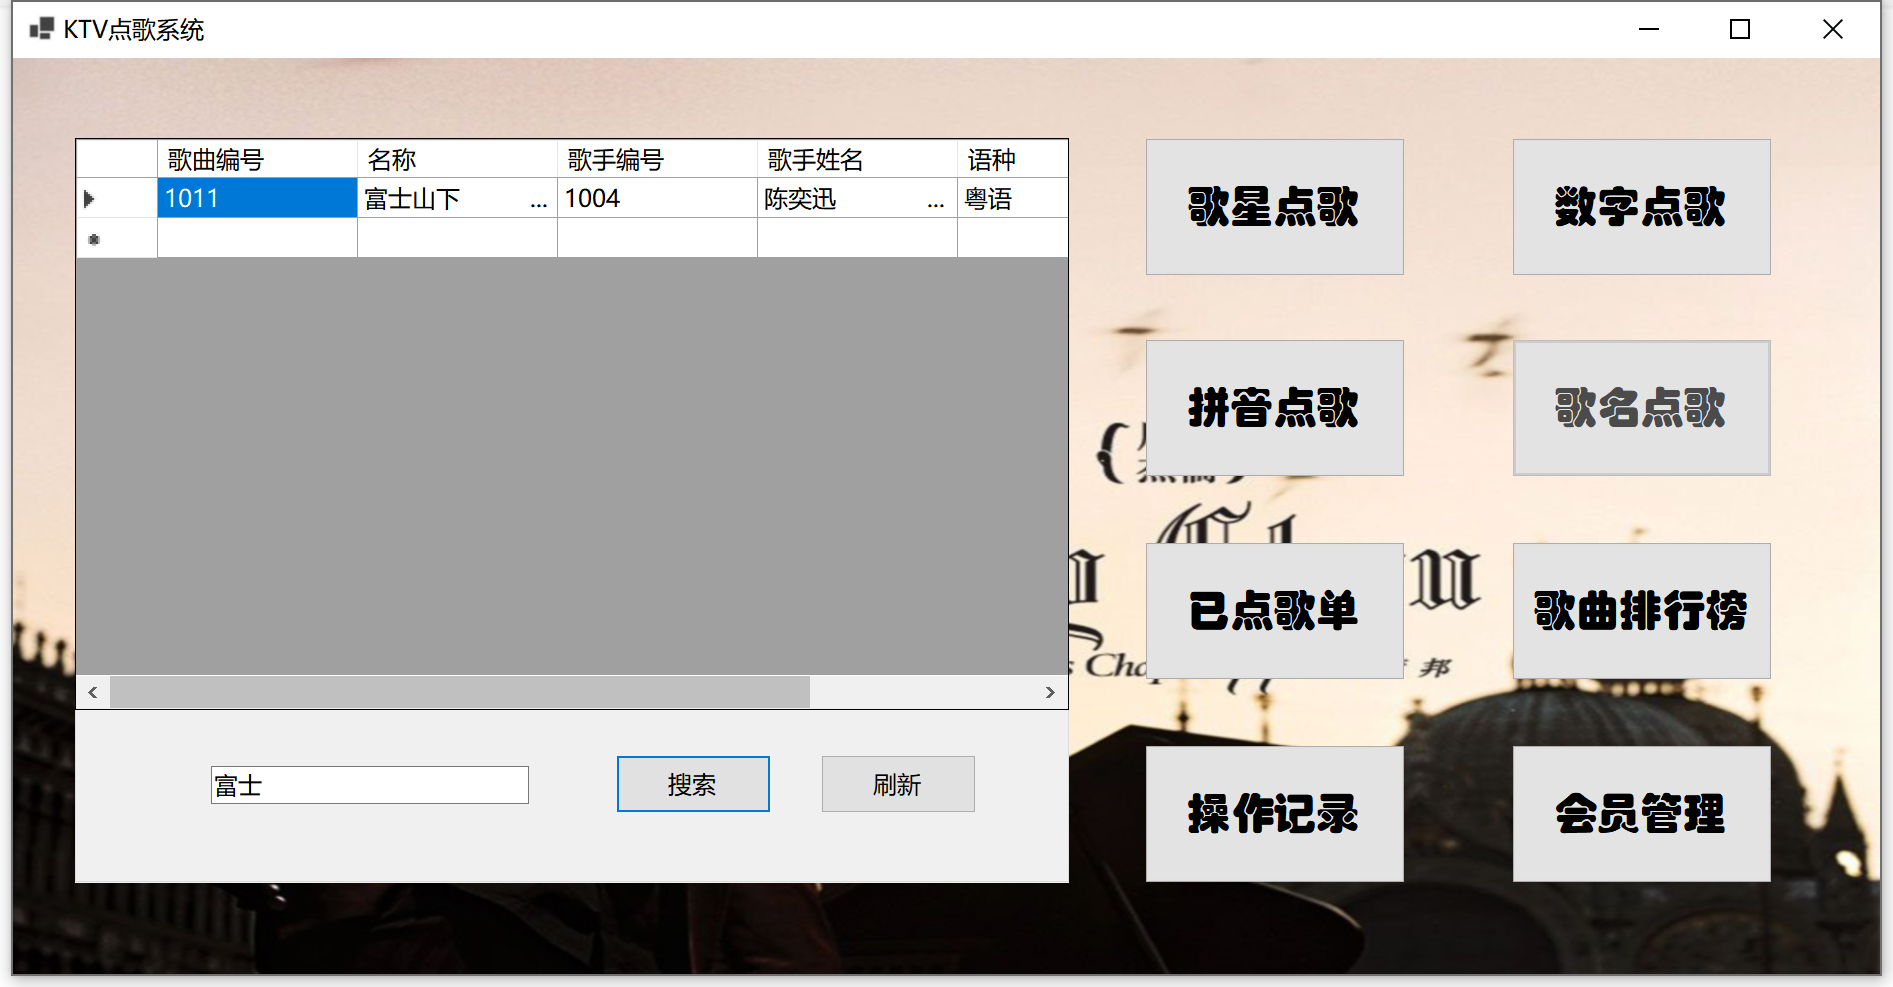 KTV点歌系统
歌曲编号 名称 歌手编号 歌手姓名 语种
1011 富士山下 ... 1004 陈奕迅 ... 粤语
富士 搜索 刷新
歌星点歌 数字点歌
拼音点歌 歌名点歌
已点歌单 歌曲排行榜
操作记录 会员管理
s Cho
邦